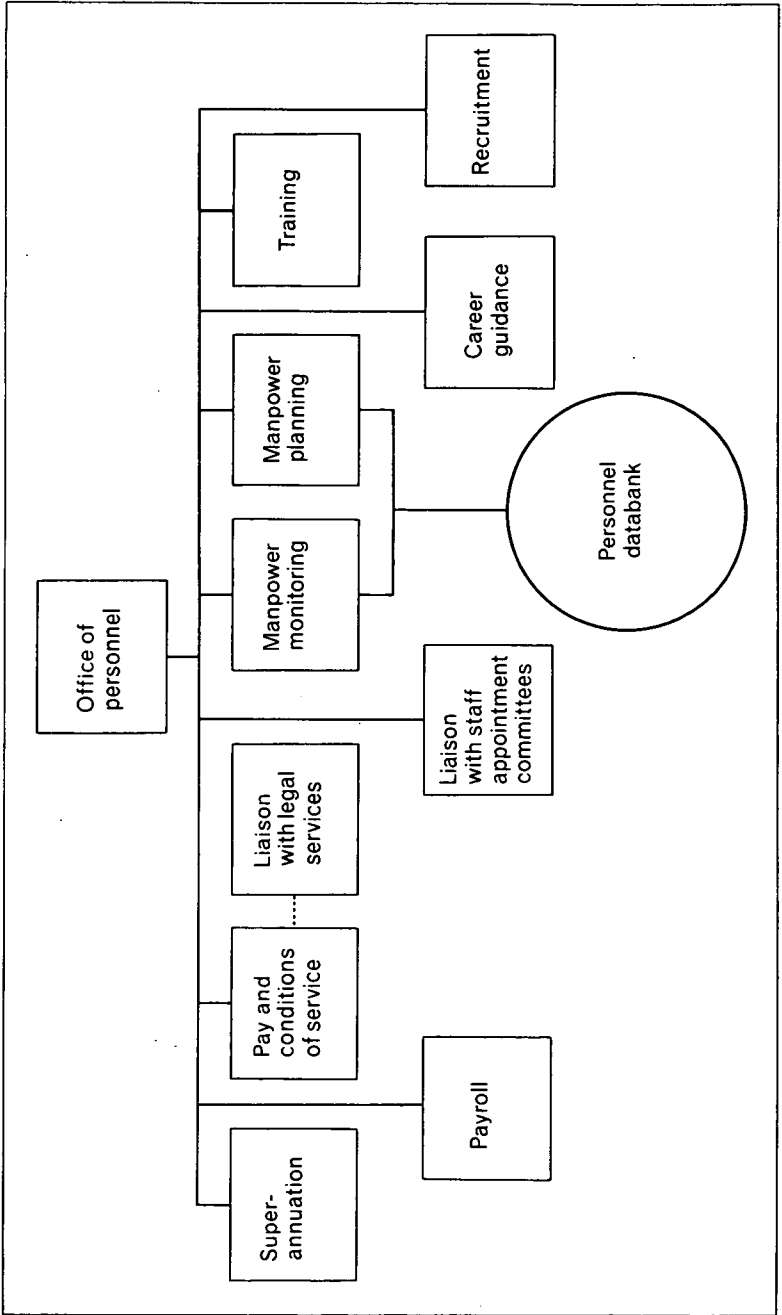 Office of
personnel
Super-
annuation
Pay and
conditions
of service
Liaison
with legal
services
Manpower
monitoring
Manpower
planning
Training
Payroll
Liaison
with staff
appointment
committees
Career
guidance
Recruitment
Personnel
databank